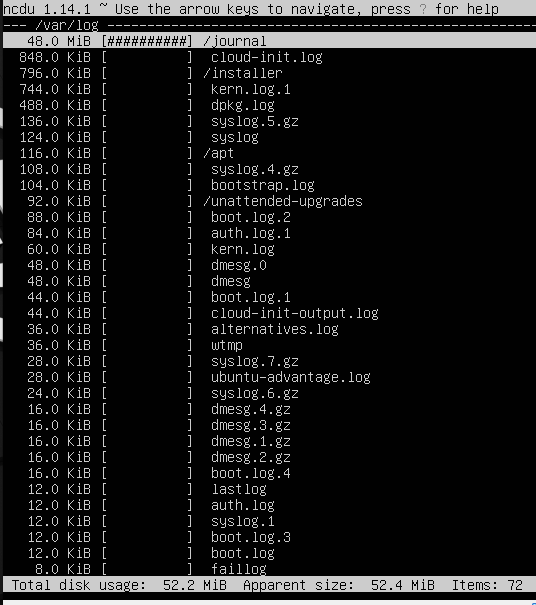 ncdu 1.14.1 ~ Use the arrow keys to navigate, press ? for help
--- /var/log ---
48.0 MiB [##########] /journal
848.0 KiB [          ]  cloud-init.log
796.0 KiB [          ] /installer
744.0 KiB [          ]  kern.log.1
488.0 KiB [          ]  dpkg.log
136.0 KiB [          ]  syslog.5.gz
124.0 KiB [          ]  syslog
116.0 KiB [          ] /apt
108.0 KiB [          ]  syslog.4.gz
104.0 KiB [          ]  bootstrap.log
92.0 KiB [          ] /unattended-upgrades
88.0 KiB [          ]  boot.log.2
84.0 KiB [          ]  auth.log.1
60.0 KiB [          ]  kern.log
48.0 KiB [          ]  dmesg.0
48.0 KiB [          ]  dmesg
44.0 KiB [          ]  boot.log.1
44.0 KiB [          ]  cloud-init-output.log
36.0 KiB [          ]  alternatives.log
36.0 KiB [          ]  wtmp
28.0 KiB [          ]  syslog.7.gz
28.0 KiB [          ]  ubuntu-advantage.log
24.0 KiB [          ]  syslog.6.gz
16.0 KiB [          ]  dmesg.4.gz
16.0 KiB [          ]  dmesg.3.gz
16.0 KiB [          ]  dmesg.1.gz
16.0 KiB [          ]  dmesg.2.gz
16.0 KiB [          ]  boot.log.4
12.0 KiB [          ]  lastlog
12.0 KiB [          ]  auth.log
12.0 KiB [          ]  syslog.1
12.0 KiB [          ]  boot.log.3
12.0 KiB [          ]  boot.log
8.0 KiB [          ]  faillog
Total disk usage:  52.2 MiB  Apparent size:  52.4 MiB  Items: 72